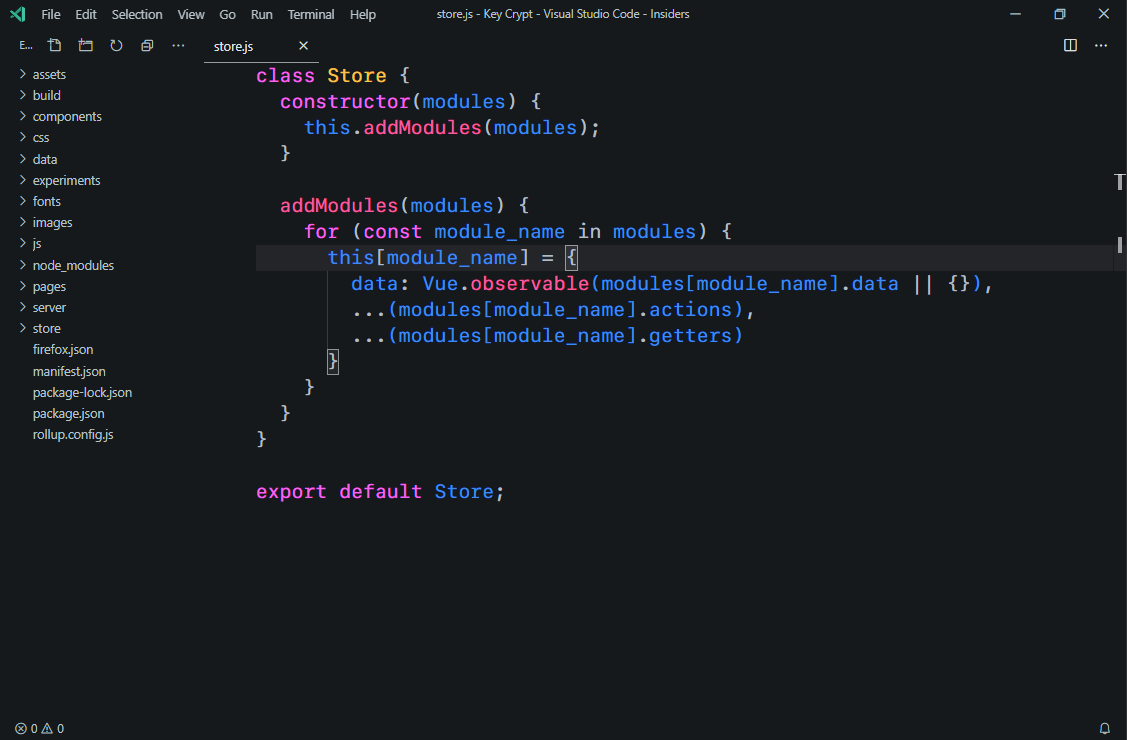 File Edit Selection View Go Run Terminal Help store.js - Key Crypt - Visual Studio Code - Insiders
E... store.js
assets
build
components
css
data
experiments
fonts
images
js
node_modules
pages
server
store
firefox.json
manifest.json
package-lock.json
package.json
rollup.config.js
class Store {
  constructor(modules) {
    this.addModules(modules);
  }

  addModules(modules) {
    for (const module_name in modules) {
      this[module_name] = {
        data: Vue.observable(modules[module_name].data || {}),
        ...(modules[module_name].actions),
        ...(modules[module_name].getters)
      }
    }
  }
}

export default Store;
0 0